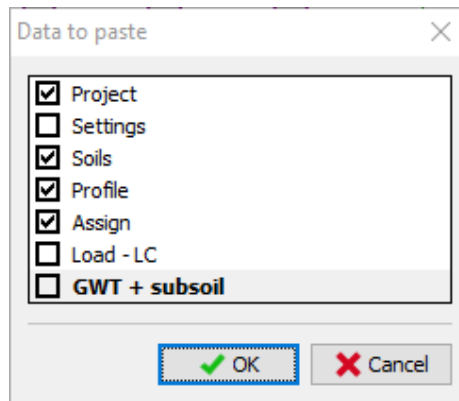 Data to paste
Project
Settings
Soils
Profile
Assign
Load - LC
GWT + subsoil
OK Cancel